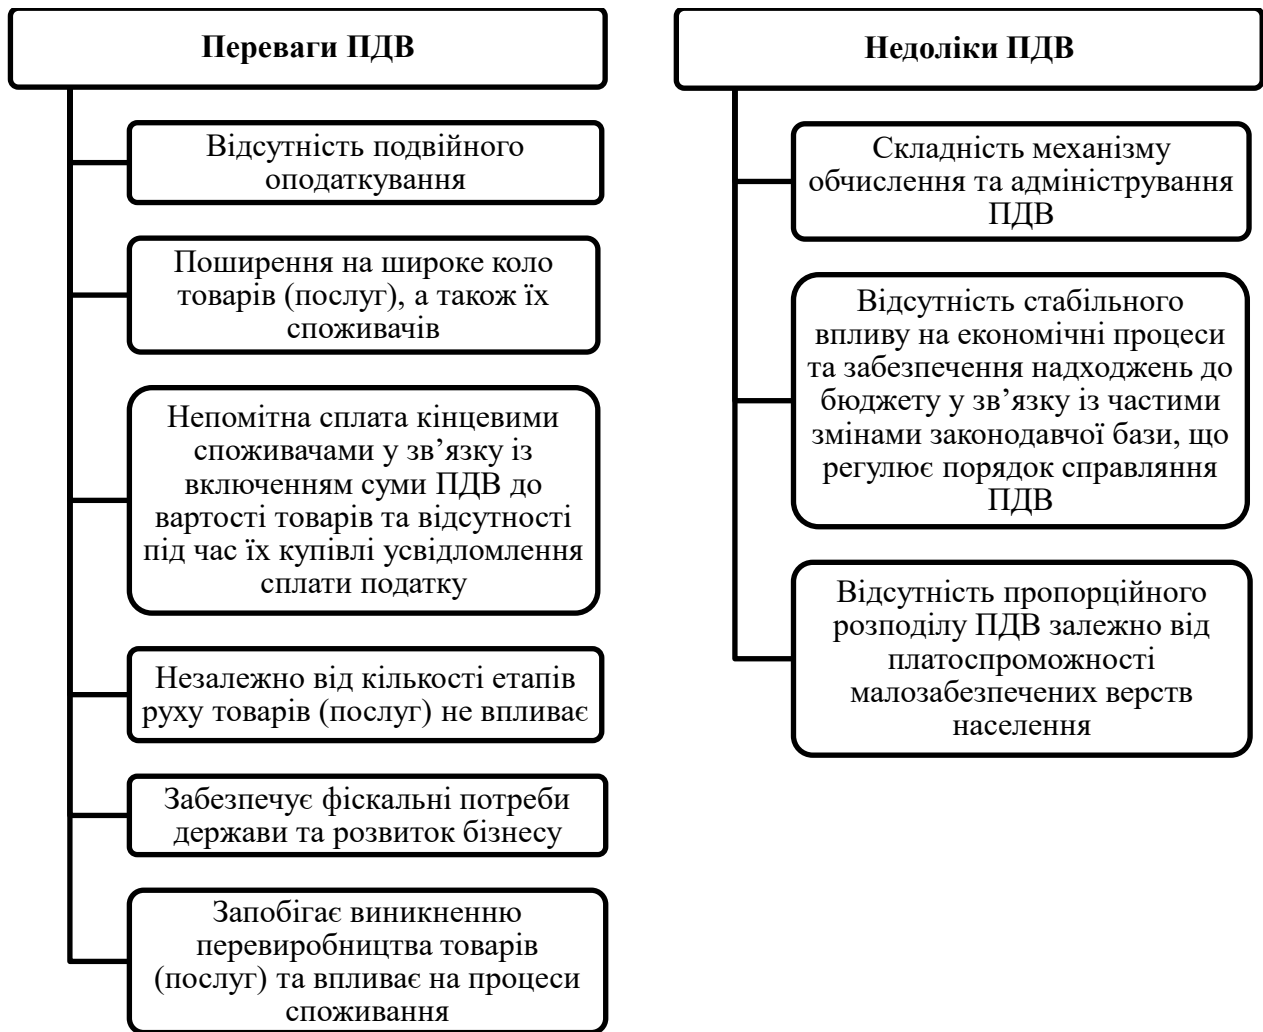 Переваги ПДВ
Відсутність подвійного
оподаткування
Поширення на широке коло
товарів (послуг), а також їх
споживачів
Непомітна сплата кінцевими
споживачами у зв’язку із
включенням суми ПДВ до
вартості товарів та відсутності
під час їх купівлі усвідломлення
сплати податку
Незалежно від кількості етапів
руху товарів (послуг) не впливає
Забезпечує фіскальні потреби
держави та розвиток бізнесу
Запобігає виникненню
перевиробництва товарів
(послуг) та впливає на процеси
споживання
Недоліки ПДВ
Складність механізму
обчислення та адміністрування
ПДВ
Відсутність стабільного
впливу на економічні процеси
та забезпечення надходжень до
бюджету у зв’язку із частими
змінами законодавчої бази, що
регулює порядок справляння
ПДВ
Відсутність пропорційного
розподілу ПДВ залежно від
платоспроможності
малозабезпечених верств
населення